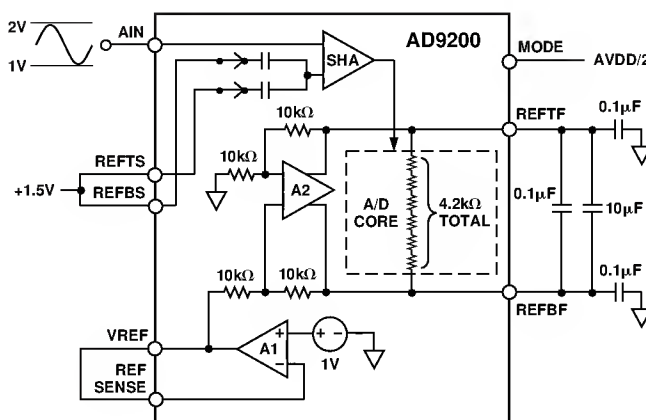 2V
1V
AIN
SHA
AD9200
MODE
AVDD/2
10kΩ
REFTF
0.1µF
10kΩ
REFTS
+1.5V
REFBS
A2
A/D
CORE
4.2kΩ
TOTAL
0.1µF
10µF
10kΩ
10kΩ
0.1µF
REFBF
VREF
REF
SENSE
A1
1V